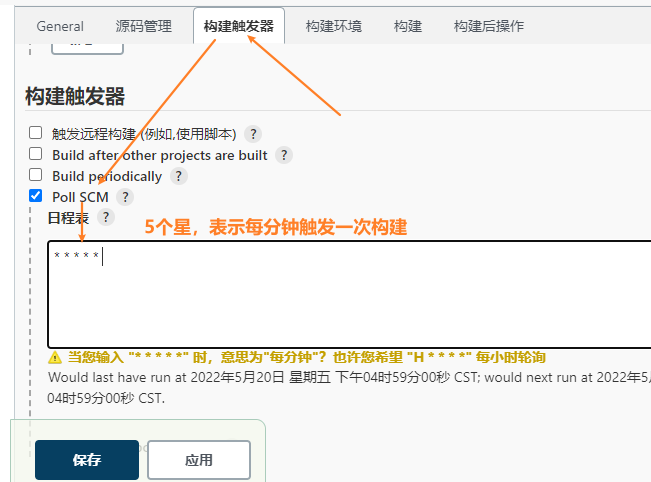 General 源码管理 构建触发器 构建环境 构建 构建后操作
构建触发器
触发远程构建 (例如,使用脚本) ?
Build after other projects are built ?
Build periodically ?
Poll SCM ?
日程表 ?
5个星，表示每分钟触发一次构建
* * * * *
当您输入 "* * * * *" 时，意思为"每分钟"？也许您希望 "H * * * *" 每小时轮询
Would last have run at 2022年5月20日 星期五 下午04时59分00秒 CST; would next run at 2022年5
04时59分00秒 CST.
保存 应用